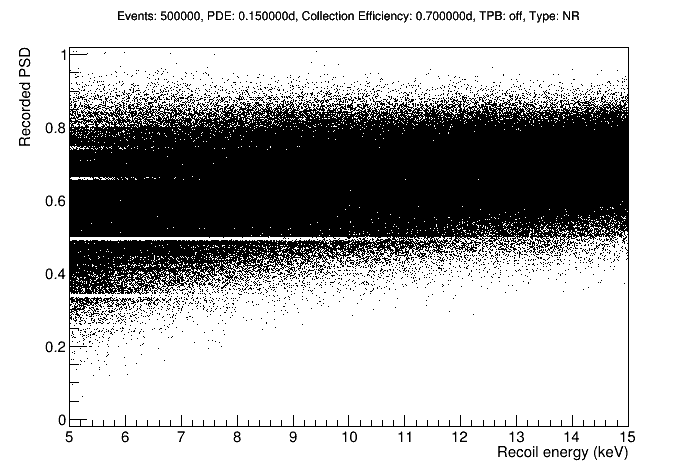 Events: 500000, PDE: 0.150000d, Collection Efficiency: 0.700000d, TPB: off, Type: NR
Recorded PSD
1
0.8
0.6
0.4
0.2
0
5 6 7 8 9 10 11 12 13 14 15
Recoil energy (keV)